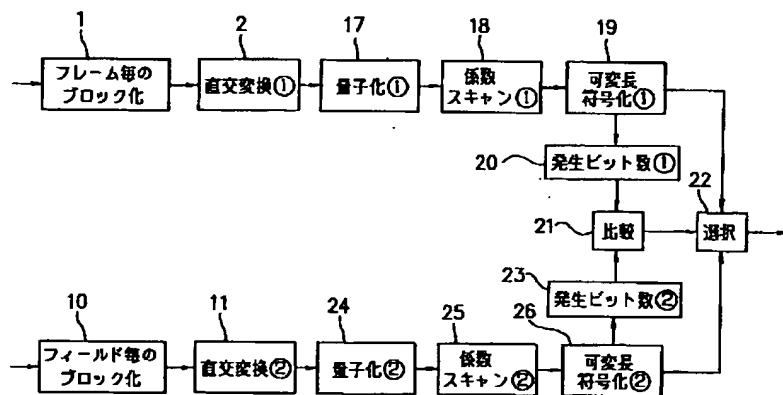 1
2
17
18
19
フレーム毎の
ブロック化
直交変換①
量子化①
係数
スキャン①
可変長
符号化①
20
発生ビット数①
22
21
比較
選択
23
発生ビット数②
10
11
24
25
26
フィールド毎の
ブロック化
直交変換②
量子化②
係数
スキャン②
可変長
符号化②